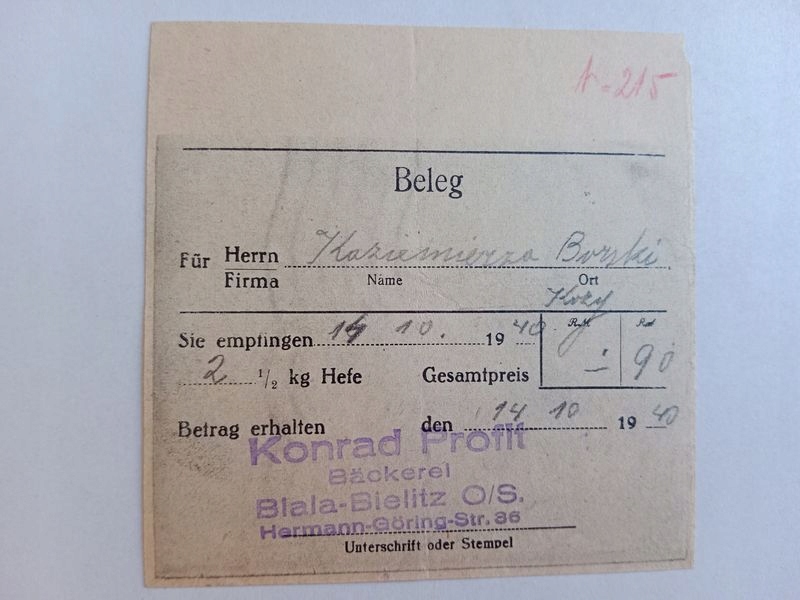 N-215
Beleg
Für Herrn Kazimierza Borski
Firma Name Ort
Kozy
Sie empfingen 14 10. 19 40 R.M. Rpf
2 1/2 kg Hefe Gesamtpreis -:- 90
Betrag erhalten den 14 10 19 40
Konrad Profit
Bäckerei
Biala-Bielitz O/S.
Hermann-Göring-Str. 36
Unterschrift oder Stempel